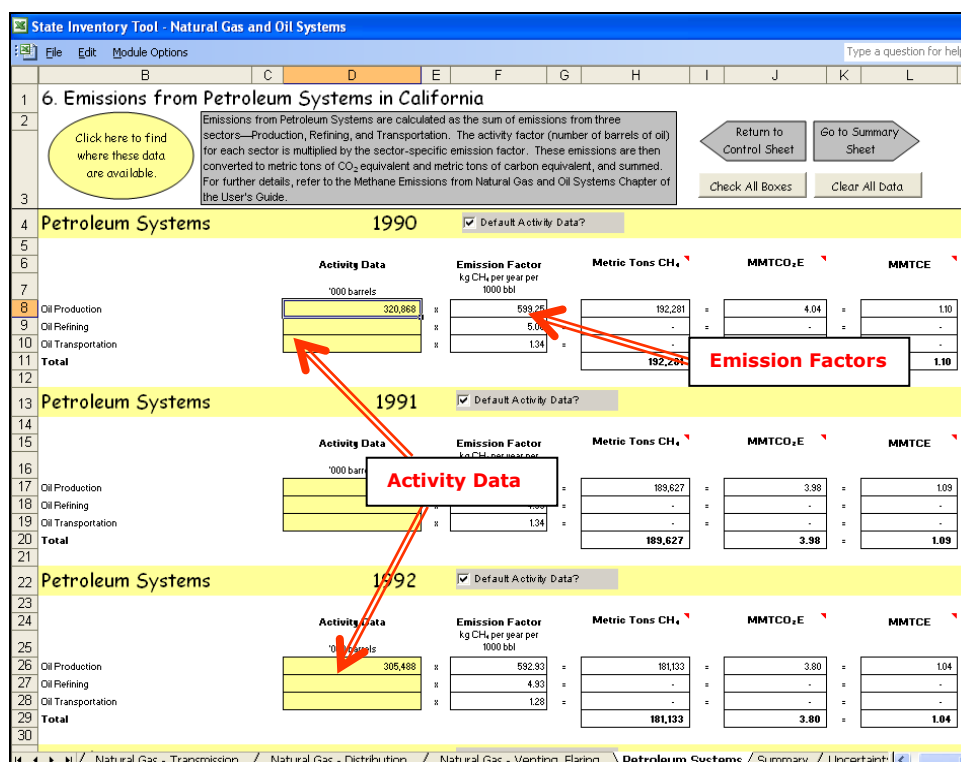 State Inventory Tool - Natural Gas and Oil Systems
File Edit Module Options Type a question for help
B C D E F G H I J K L
1 6. Emissions from Petroleum Systems in California
2
3
Click here to find
where these data
are available.
Emissions from Petroleum Systems are calculated as the sum of emissions from three
sectors—Production, Refining, and Transportation. The activity factor (number of barrels of oil)
for each sector is multiplied by the sector-specific emission factor. These emissions are then
converted to metric tons of CO₂ equivalent and metric tons of carbon equivalent, and summed.
For further details, refer to the Methane Emissions from Natural Gas and Oil Systems Chapter of
the User's Guide.
Return to
Control Sheet
Go to Summary
Sheet
Check All Boxes Clear All Data
4 Petroleum Systems 1990 Default Activity Data?
5
6 Activity Data Emission Factor Metric Tons CH₄ MMTCO₂E MMTCE
kg CH₄ per year per
7 '000 barrels 1000 bbl
8 Oil Production 320,868 x 599.25 192,281 = 4.04 = 1.10
9 Oil Refining x - = - = -
10 Oil Transportation x 1.34 = - = - = -
11 Total 192,281 1.10
12
Emission Factors
13 Petroleum Systems 1991 Default Activity Data?
14
15 Activity Data Emission Factor Metric Tons CH₄ MMTCO₂E MMTCE
kg CH₄ per year per
16 '000 barrels
Activity Data
17 Oil Production = 189,627 = 3.98 = 1.09
18 Oil Refining = - = - = -
19 Oil Transportation x 1.34 = - = - = -
20 Total 189,627 3.98 = 1.09
21
22 Petroleum Systems 1992 Default Activity Data?
23
24 Activity Data Emission Factor Metric Tons CH₄ MMTCO₂E MMTCE
kg CH₄ per year per
25 '000 barrels 1000 bbl
26 Oil Production 305,488 x 592.93 = 181,133 = 3.80 = 1.04
27 Oil Refining x 4.93 = - = - = -
28 Oil Transportation x 1.28 = - = - = -
29 Total 181,133 3.80 = 1.04
30
Natural Gas - Transmission / Natural Gas - Distribution / Natural Gas - Venting, Flaring \ Petroleum Systems / Summary / Uncertainty